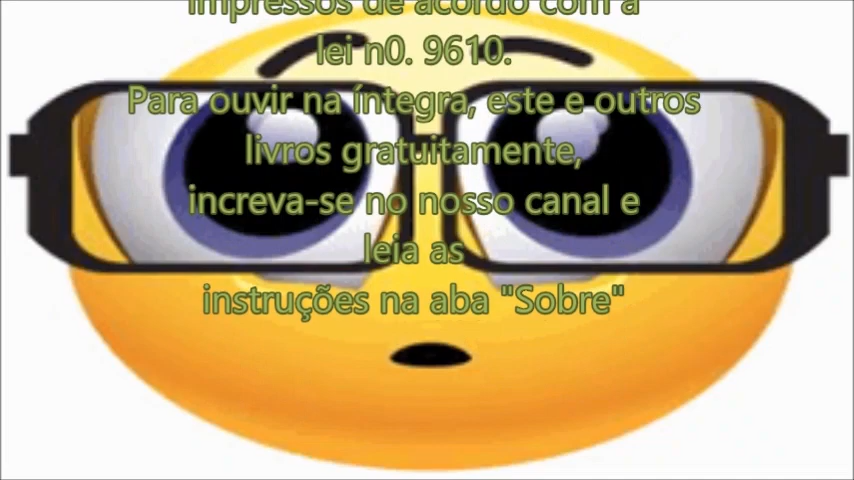 impressos de acordo com a
lei n0. 9610.
Para ouvir na íntegra, este e outros
livros gratuitamente,
increva-se no nosso canal e
leia as
instruções na aba "Sobre"